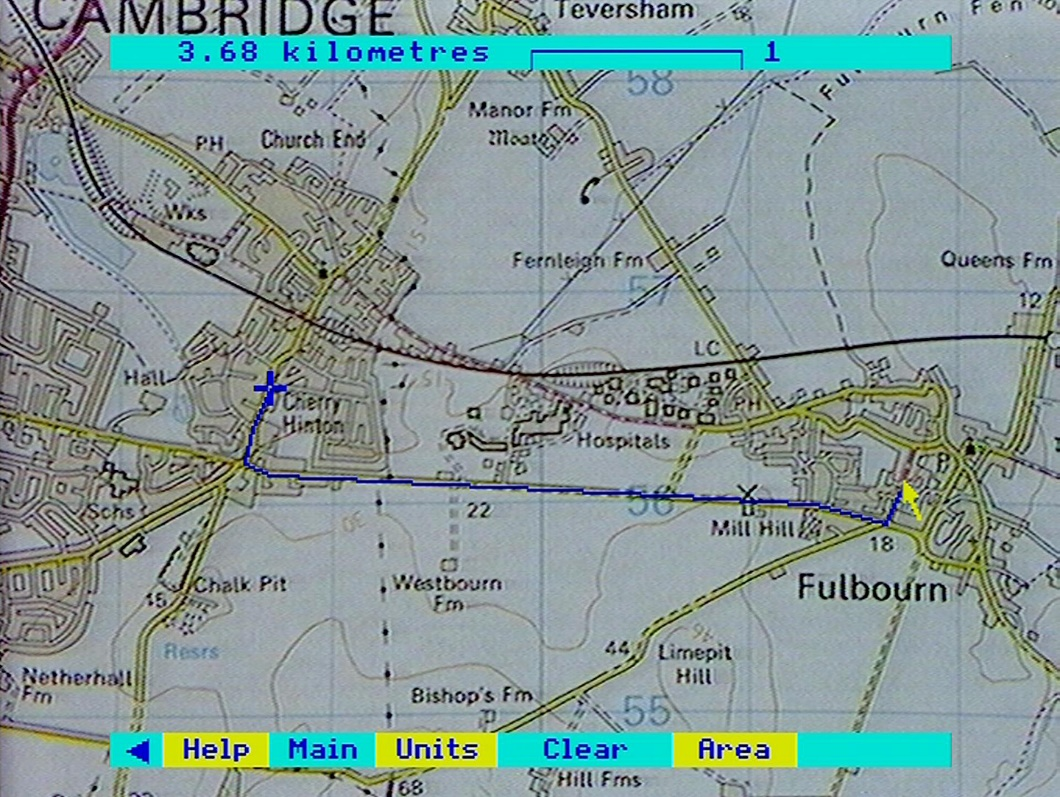 CAMBRIDGE
Teversham
3.68 kilometres
1
58
Manor Fm
Moat
PH
Church End
Wks
Fernleigh Fm
57
Queens Fm
12
LC
Hall
Cherry
Hinton
PH
Hospitals
P
56
Schs
22
Mill Hill
18
Chalk Pit
Westbourn
Fm
Fulbourn
Resrs
44
Limepit
Hill
Netherhall
Fm
Bishop's Fm
55
Help
Main
Units
Clear
Area
68
Hill Fms